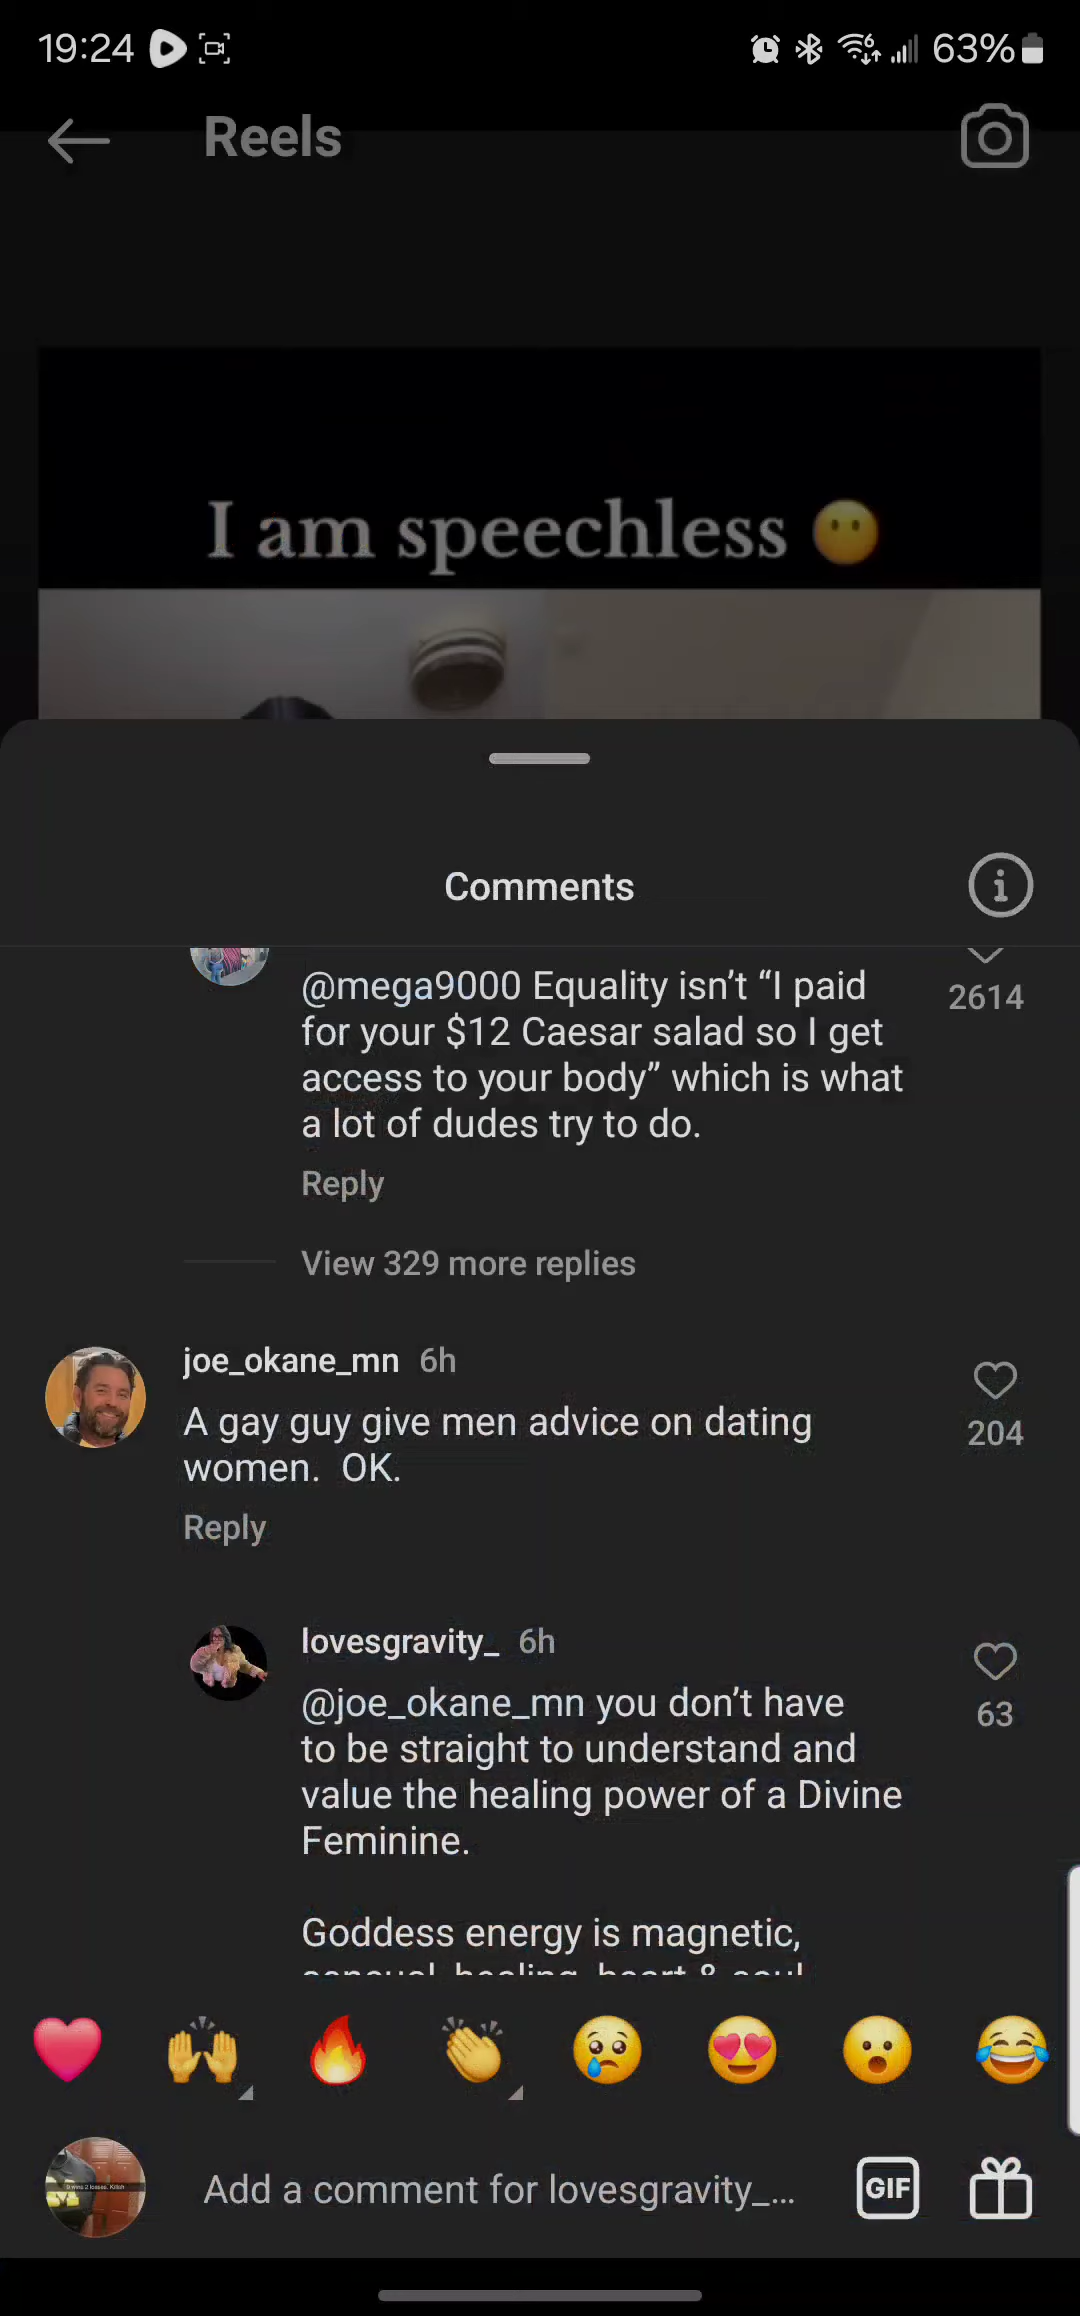 19:24
63%
Reels
I am speechless
Comments
@mega9000 Equality isn’t “I paid
for your $12 Caesar salad so I get
access to your body” which is what
a lot of dudes try to do.
2614
Reply
View 329 more replies
joe_okane_mn 6h
A gay guy give men advice on dating
women.  OK.
204
Reply
lovesgravity_ 6h
@joe_okane_mn you don’t have
to be straight to understand and
value the healing power of a Divine
Feminine.
63
Goddess energy is magnetic,
sensual, healing, heart & soul
Add a comment for lovesgravity_...
GIF